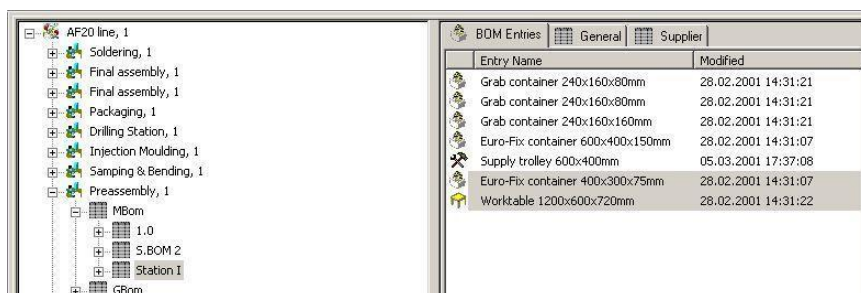 AF20 line, 1
Soldering, 1
Final assembly, 1
Final assembly, 1
Packaging, 1
Drilling Station, 1
Injection Moulding, 1
Samping & Bending, 1
Preassembly, 1
MBom
1.0
S.BOM 2
Station I
GBom
BOM Entries General Supplier
Entry Name Modified
Grab container 240x160x80mm 28.02.2001 14:31:21
Grab container 240x160x80mm 28.02.2001 14:31:21
Grab container 240x160x160mm 28.02.2001 14:31:21
Euro-Fix container 600x400x150mm 28.02.2001 14:31:07
Supply trolley 600x400mm 05.03.2001 17:37:08
Euro-Fix container 400x300x75mm 28.02.2001 14:31:07
Worktable 1200x600x720mm 28.02.2001 14:31:22